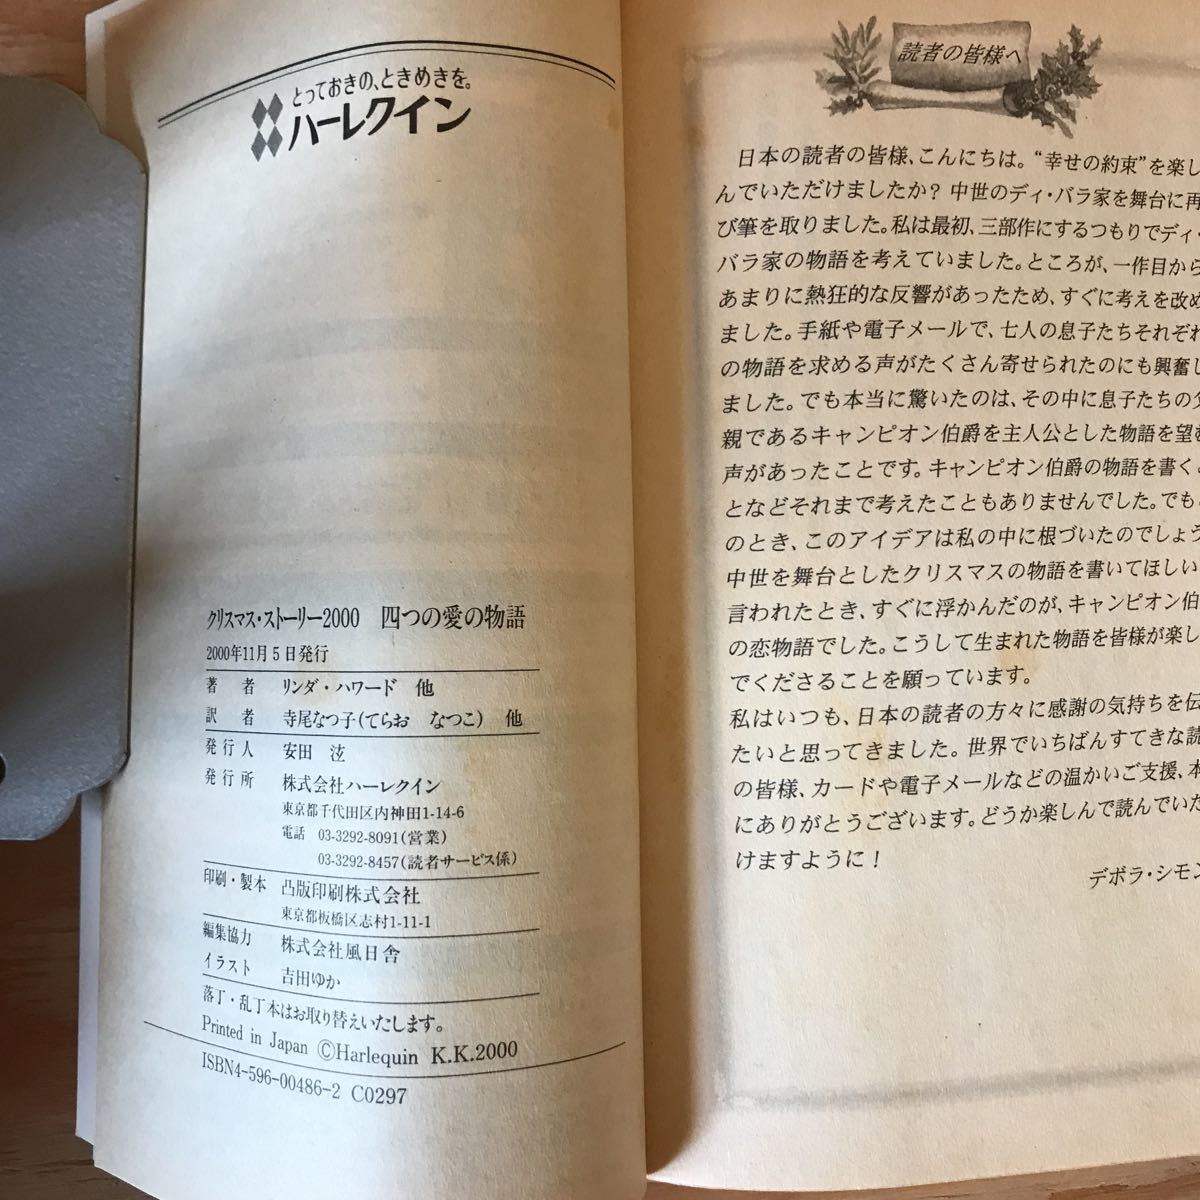 とっておきの、ときめきを。
ハーレクイン
クリスマス・ストーリー2000 四つの愛の物語
2000年11月5日発行
著者 リンダ・ハワード 他
訳者 寺尾なつ子(てらお なつこ) 他
発行人 安田 泫
発行所 株式会社ハーレクイン
東京都千代田区内神田1-14-6
電話 03-3292-8091(営業)
03-3292-8457(読者サービス係)
印刷・製本 凸版印刷株式会社
東京都板橋区志村1-11-1
編集協力 株式会社風日舎
イラスト 吉田ゆか
落丁・乱丁本はお取り替えいたします。
Printed in Japan ©Harlequin K.K.2000
ISBN4-596-00486-2 C0297
読者の皆様へ
日本の読者の皆様、こんにちは。“幸せの約束”を楽し
んでいただけましたか? 中世のディ・バラ家を舞台に再
び筆を取りました。私は最初、三部作にするつもりでディ・
バラ家の物語を考えていました。ところが、一作目から
あまりに熱狂的な反響があったため、すぐに考えを改め
ました。手紙や電子メールで、七人の息子たちそれぞれ
の物語を求める声がたくさん寄せられたのにも興奮し
ました。でも本当に驚いたのは、その中に息子たちの父
親であるキャンピオン伯爵を主人公とした物語を望む
声があったことです。キャンピオン伯爵の物語を書くこ
となどそれまで考えたこともありませんでした。でも
のとき、このアイデアは私の中に根づいたのでしょう
中世を舞台としたクリスマスの物語を書いてほしい
言われたとき、すぐに浮かんだのが、キャンピオン伯
の恋物語でした。こうして生まれた物語を皆様が楽し
でくださることを願っています。
私はいつも、日本の読者の方々に感謝の気持ちを伝
たいと思ってきました。世界でいちばんすてきな読
の皆様、カードや電子メールなどの温かいご支援、本
にありがとうございます。どうか楽しんで読んでいた
けますように!
デボラ・シモン